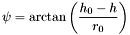 ψ = arctan ( (h₀ − h) / r₀ )